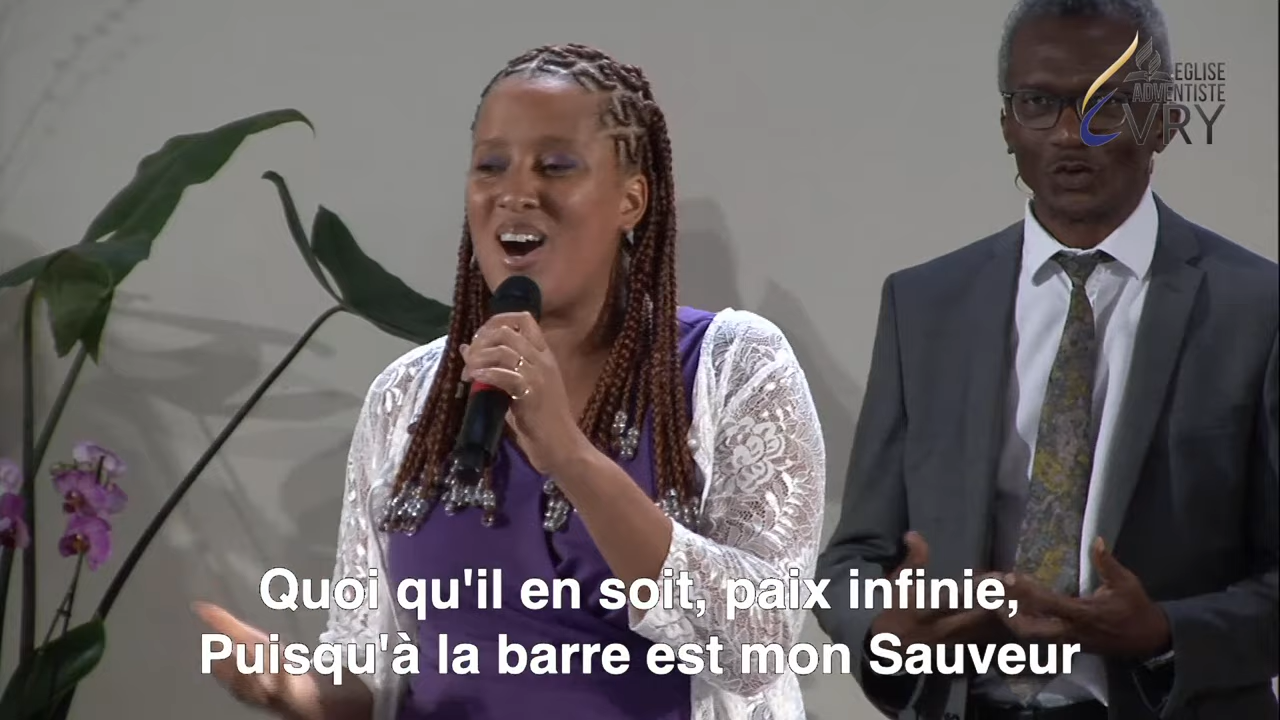 EGLISE
ADVENTISTE
VRY
Quoi qu'il en soit, paix infinie,
Puisqu'à la barre est mon Sauveur